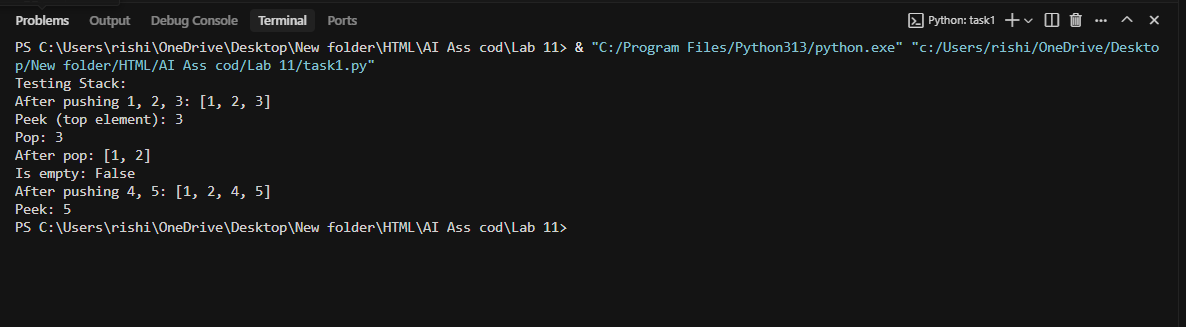 Problems Output Debug Console Terminal Ports Python: task1
PS C:\Users\rishi\OneDrive\Desktop\New folder\HTML\AI Ass cod\Lab 11> & "C:/Program Files/Python313/python.exe" "c:/Users/rishi/OneDrive/Deskto
p/New folder/HTML/AI Ass cod/Lab 11/task1.py"
Testing Stack:
After pushing 1, 2, 3: [1, 2, 3]
Peek (top element): 3
Pop: 3
After pop: [1, 2]
Is empty: False
After pushing 4, 5: [1, 2, 4, 5]
Peek: 5
PS C:\Users\rishi\OneDrive\Desktop\New folder\HTML\AI Ass cod\Lab 11>